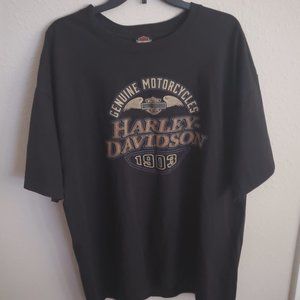 GENUINE MOTORCYCLES
HARLEY-
DAVIDSON
1903